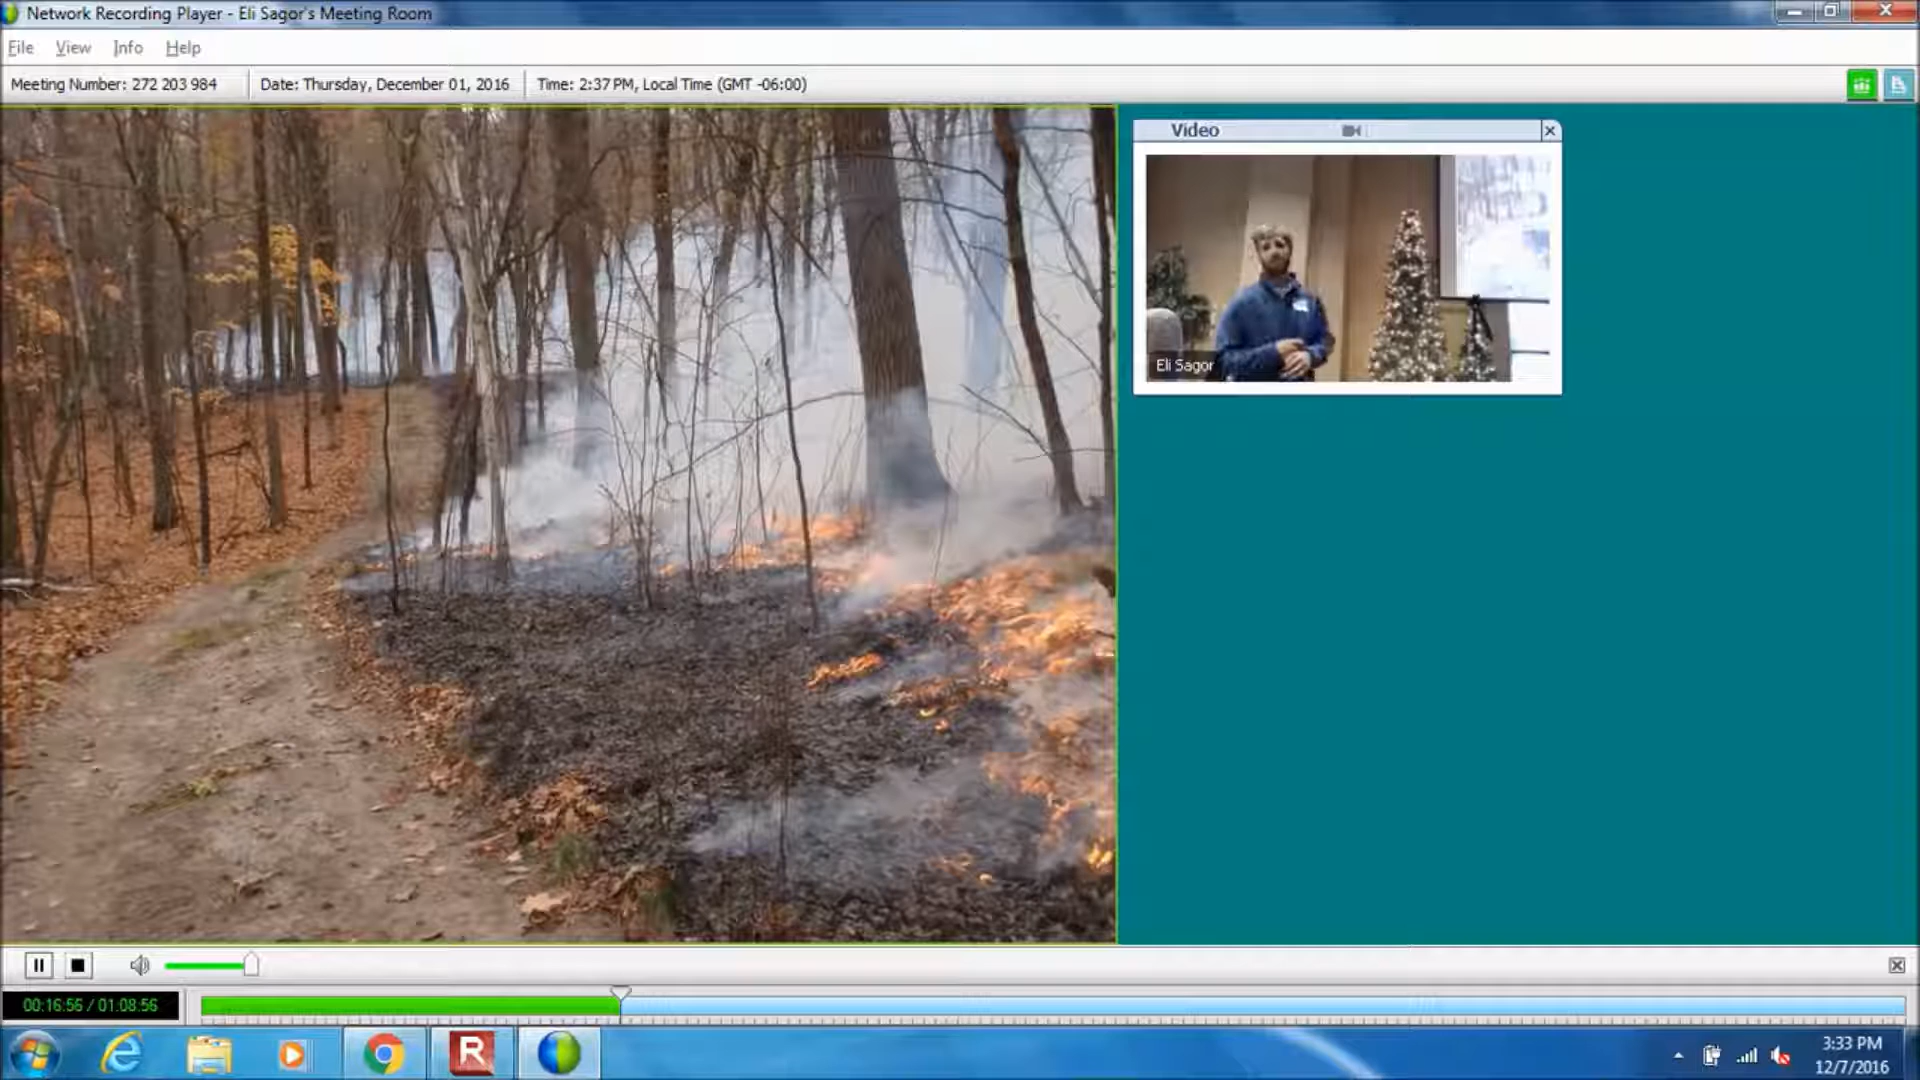 Network Recording Player - Eli Sagor's Meeting Room
File View Info Help
Meeting Number: 272 203 984 Date: Thursday, December 01, 2016 Time: 2:37 PM, Local Time (GMT -06:00)
Video
Eli Sagor
00:16:56 / 01:08:56
R
3:33 PM
12/7/2016